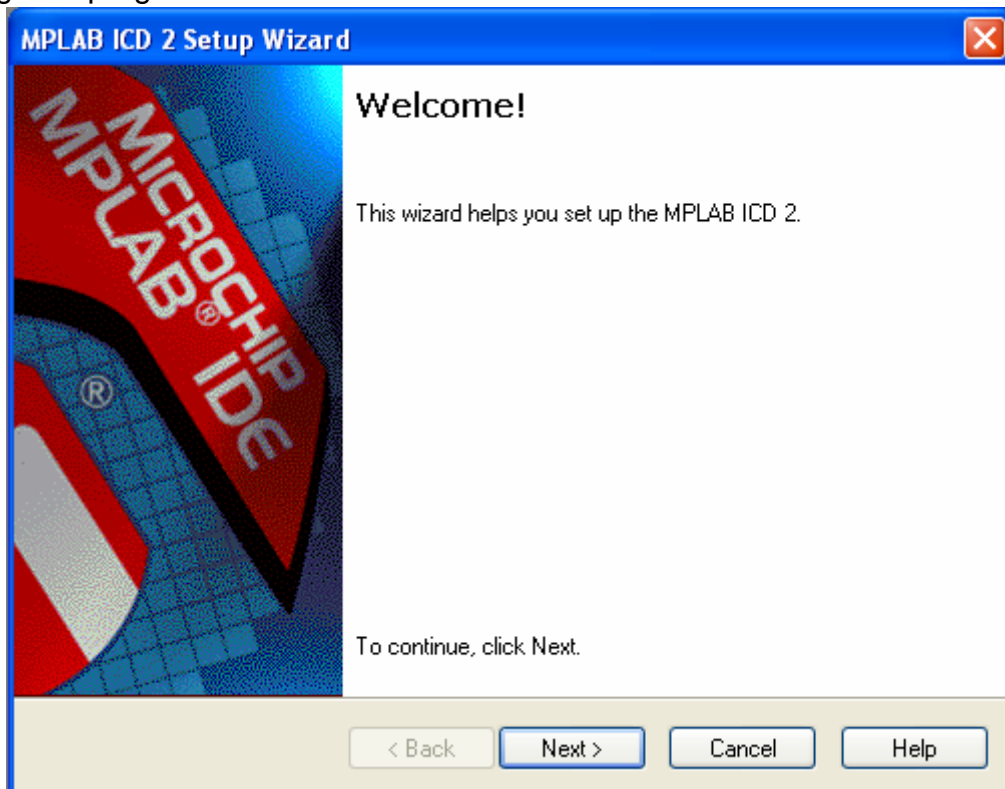 MPLAB ICD 2 Setup Wizard
MICROCHIP
MPLAB® IDE
®
Welcome!
This wizard helps you set up the MPLAB ICD 2.
To continue, click Next.
< Back Next > Cancel Help